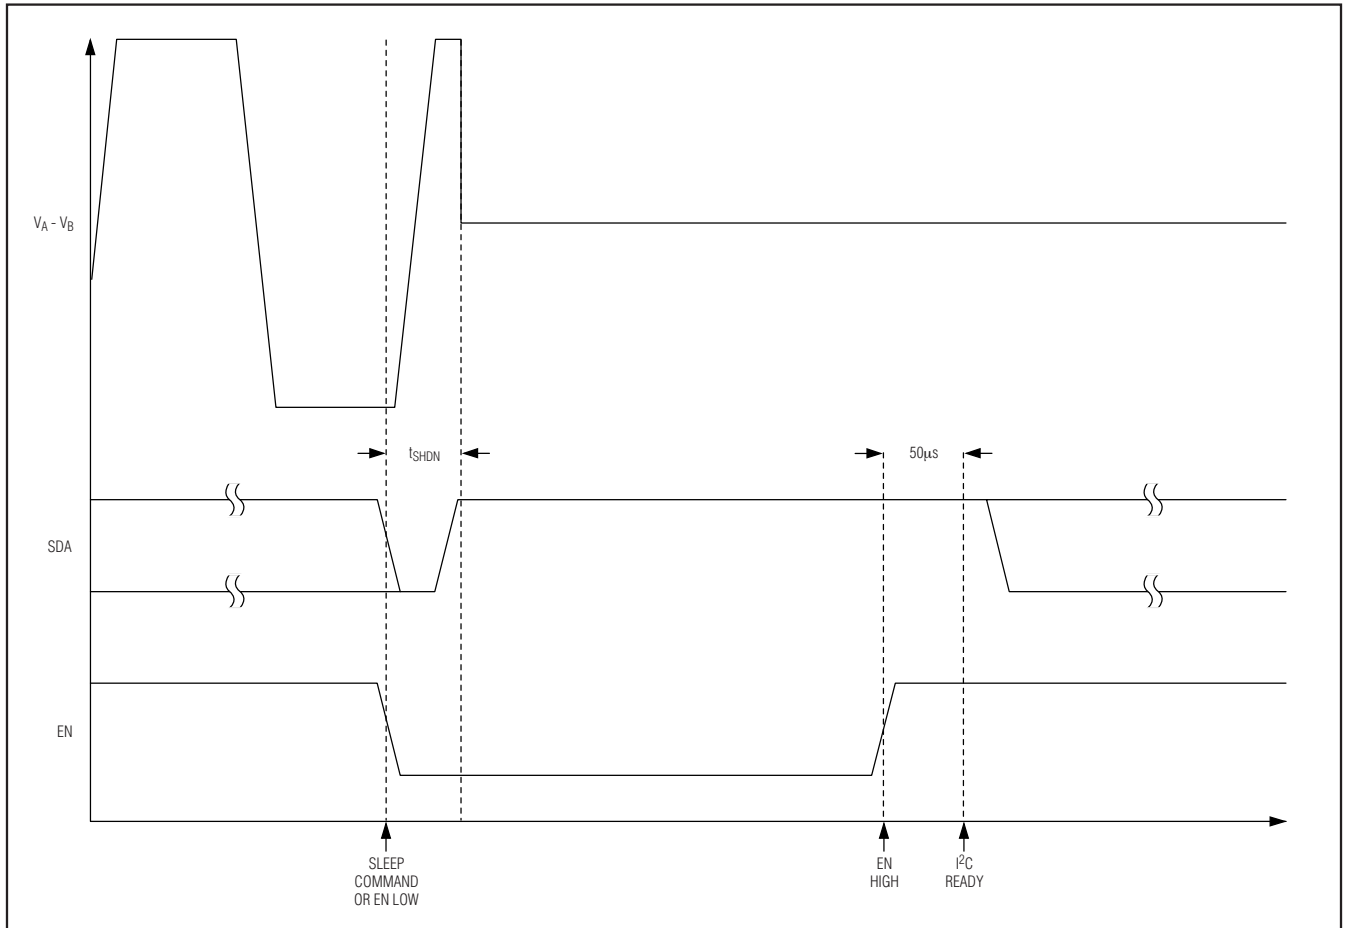 VA - VB
tSHDN
50µs
SDA
EN
SLEEP
COMMAND
OR EN LOW
EN
HIGH
I2C
READY